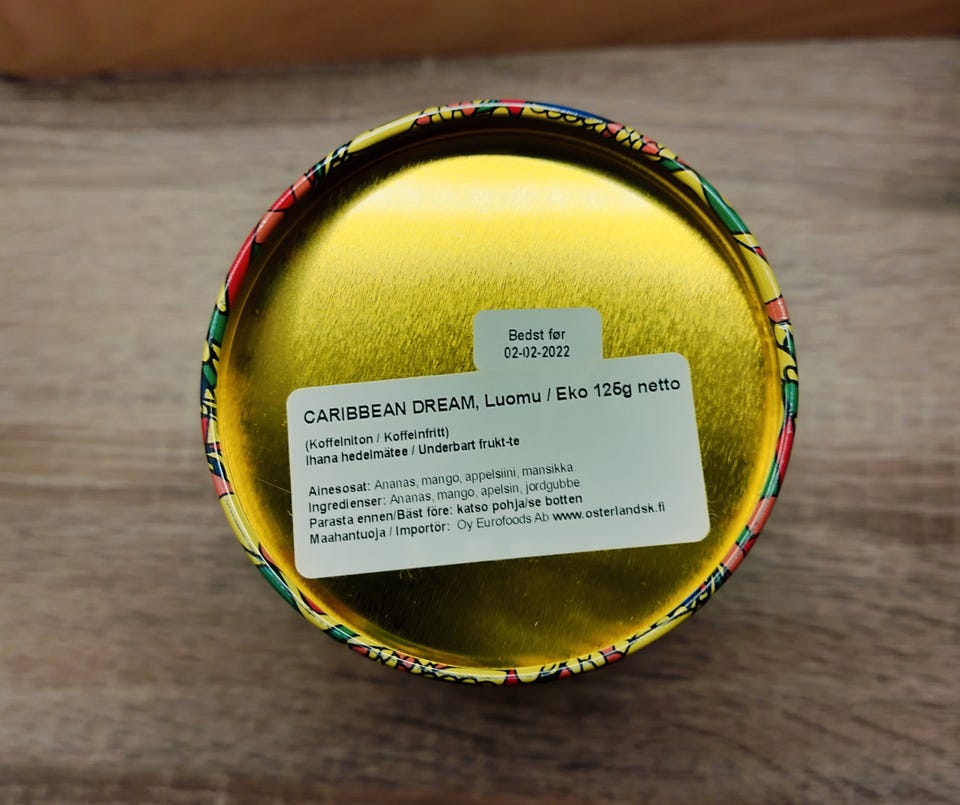 Bedst før
02-02-2022
CARIBBEAN DREAM, Luomu / Eko 125g netto
(Koffeiniton / Koffeinfritt)
Ihana hedelmätee / Underbart frukt-te
Ainesosat: Ananas, mango, appelsiini, mansikka.
Ingredienser: Ananas, mango, apelsin, jordgubbe
Parasta ennen/Bäst före: katso pohja/se botten
Maahantuoja / Importör: Oy Eurofoods Ab www.osterlandsk.fi